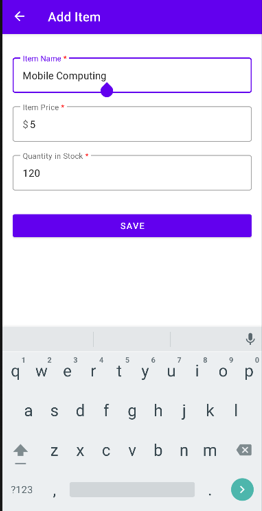 Add Item
Item Name *
Mobile Computing
Item Price *
$ 5
Quantity in Stock *
120
SAVE
1 2 3 4 5 6 7 8 9 0
q w e r t y u i o p
a s d f g h j k l
z x c v b n m
?123 , .